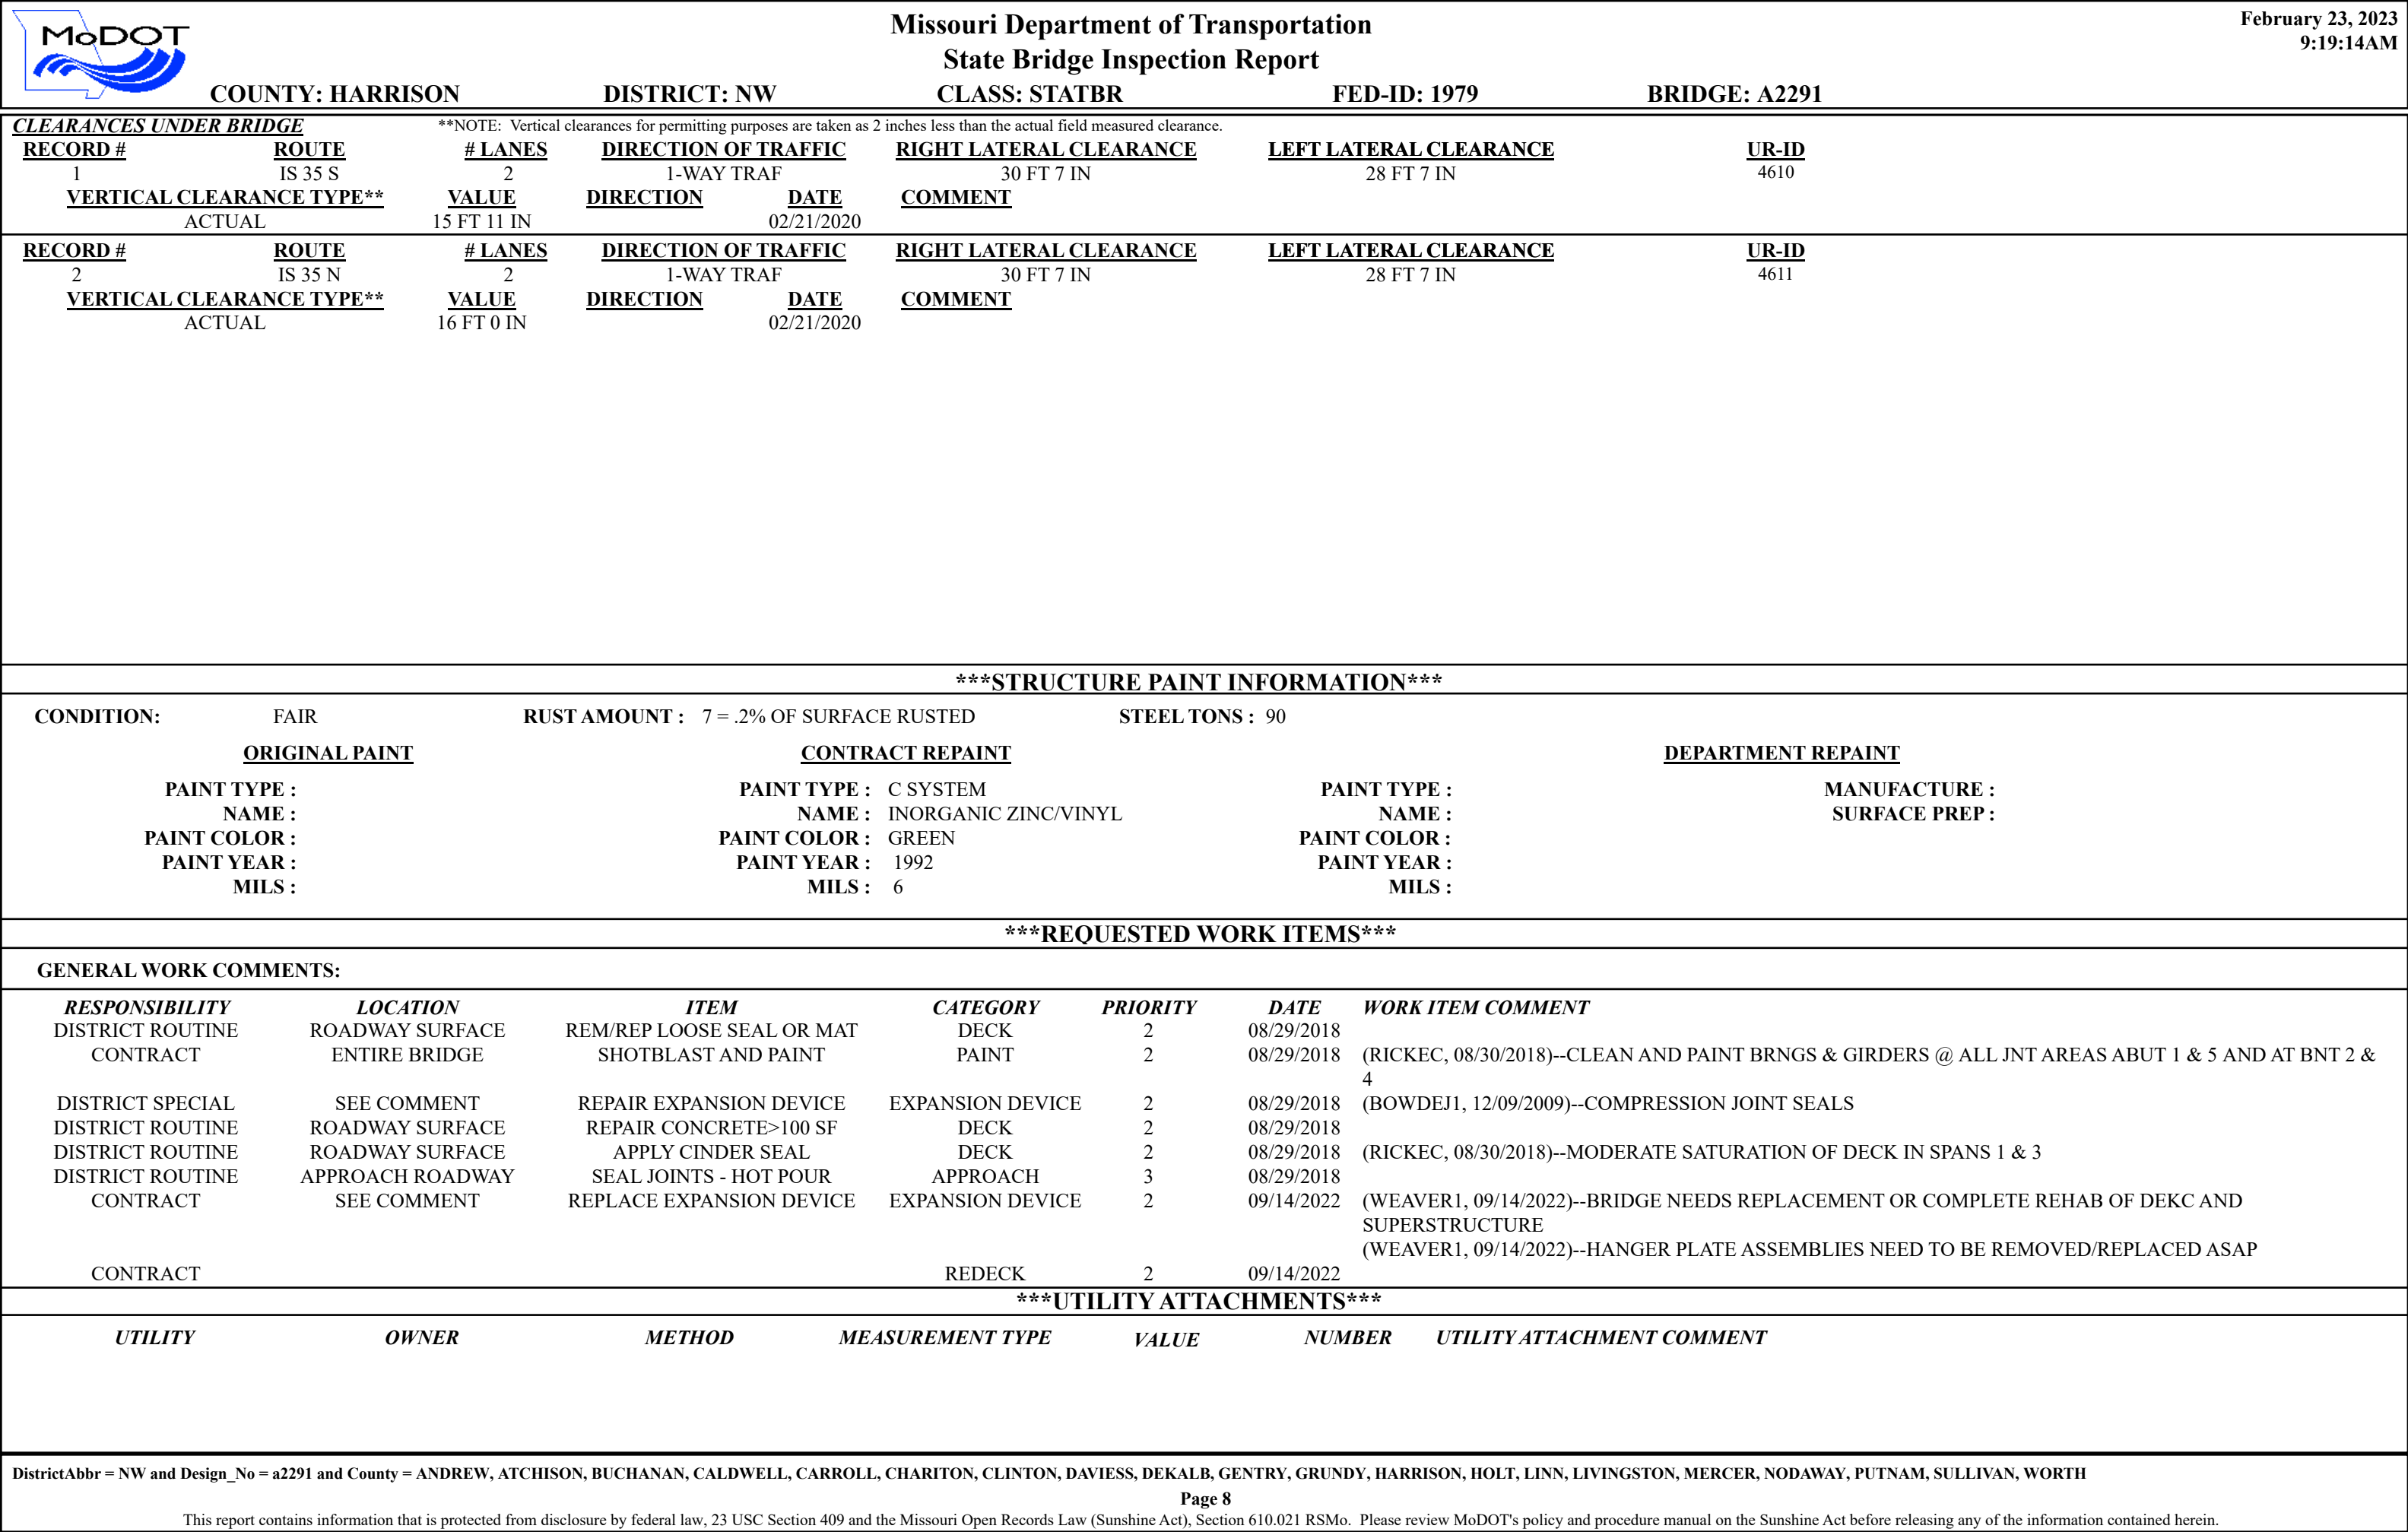 MoDOT
Missouri Department of Transportation
State Bridge Inspection Report
February 23, 2023
9:19:14AM
COUNTY: HARRISON DISTRICT: NW CLASS: STATBR FED-ID: 1979 BRIDGE: A2291
CLEARANCES UNDER BRIDGE **NOTE: Vertical clearances for permitting purposes are taken as 2 inches less than the actual field measured clearance.
RECORD # ROUTE # LANES DIRECTION OF TRAFFIC RIGHT LATERAL CLEARANCE LEFT LATERAL CLEARANCE UR-ID
1 IS 35 S 2 1-WAY TRAF 30 FT 7 IN 28 FT 7 IN 4610
VERTICAL CLEARANCE TYPE** VALUE DIRECTION DATE COMMENT
ACTUAL 15 FT 11 IN 02/21/2020
RECORD # ROUTE # LANES DIRECTION OF TRAFFIC RIGHT LATERAL CLEARANCE LEFT LATERAL CLEARANCE UR-ID
2 IS 35 N 2 1-WAY TRAF 30 FT 7 IN 28 FT 7 IN 4611
VERTICAL CLEARANCE TYPE** VALUE DIRECTION DATE COMMENT
ACTUAL 16 FT 0 IN 02/21/2020
***STRUCTURE PAINT INFORMATION***
CONDITION: FAIR RUST AMOUNT : 7 = .2% OF SURFACE RUSTED STEEL TONS : 90
ORIGINAL PAINT CONTRACT REPAINT DEPARTMENT REPAINT
PAINT TYPE : PAINT TYPE : C SYSTEM PAINT TYPE : MANUFACTURE :
NAME : NAME : INORGANIC ZINC/VINYL NAME : SURFACE PREP :
PAINT COLOR : PAINT COLOR : GREEN PAINT COLOR :
PAINT YEAR : PAINT YEAR : 1992 PAINT YEAR :
MILS : MILS : 6 MILS :
***REQUESTED WORK ITEMS***
GENERAL WORK COMMENTS:
RESPONSIBILITY LOCATION ITEM CATEGORY PRIORITY DATE WORK ITEM COMMENT
DISTRICT ROUTINE ROADWAY SURFACE REM/REP LOOSE SEAL OR MAT DECK 2 08/29/2018
CONTRACT ENTIRE BRIDGE SHOTBLAST AND PAINT PAINT 2 08/29/2018 (RICKEC, 08/30/2018)--CLEAN AND PAINT BRNGS & GIRDERS @ ALL JNT AREAS ABUT 1 & 5 AND AT BNT 2 &
4
DISTRICT SPECIAL SEE COMMENT REPAIR EXPANSION DEVICE EXPANSION DEVICE 2 08/29/2018 (BOWDEJ1, 12/09/2009)--COMPRESSION JOINT SEALS
DISTRICT ROUTINE ROADWAY SURFACE REPAIR CONCRETE>100 SF DECK 2 08/29/2018
DISTRICT ROUTINE ROADWAY SURFACE APPLY CINDER SEAL DECK 2 08/29/2018 (RICKEC, 08/30/2018)--MODERATE SATURATION OF DECK IN SPANS 1 & 3
DISTRICT ROUTINE APPROACH ROADWAY SEAL JOINTS - HOT POUR APPROACH 3 08/29/2018
CONTRACT SEE COMMENT REPLACE EXPANSION DEVICE EXPANSION DEVICE 2 09/14/2022 (WEAVER1, 09/14/2022)--BRIDGE NEEDS REPLACEMENT OR COMPLETE REHAB OF DEKC AND
SUPERSTRUCTURE
(WEAVER1, 09/14/2022)--HANGER PLATE ASSEMBLIES NEED TO BE REMOVED/REPLACED ASAP
CONTRACT REDECK 2 09/14/2022
***UTILITY ATTACHMENTS***
UTILITY OWNER METHOD MEASUREMENT TYPE VALUE NUMBER UTILITY ATTACHMENT COMMENT
DistrictAbbr = NW and Design_No = a2291 and County = ANDREW, ATCHISON, BUCHANAN, CALDWELL, CARROLL, CHARITON, CLINTON, DAVIESS, DEKALB, GENTRY, GRUNDY, HARRISON, HOLT, LINN, LIVINGSTON, MERCER, NODAWAY, PUTNAM, SULLIVAN, WORTH
Page 8
This report contains information that is protected from disclosure by federal law, 23 USC Section 409 and the Missouri Open Records Law (Sunshine Act), Section 610.021 RSMo. Please review MoDOT's policy and procedure manual on the Sunshine Act before releasing any of the information contained herein.